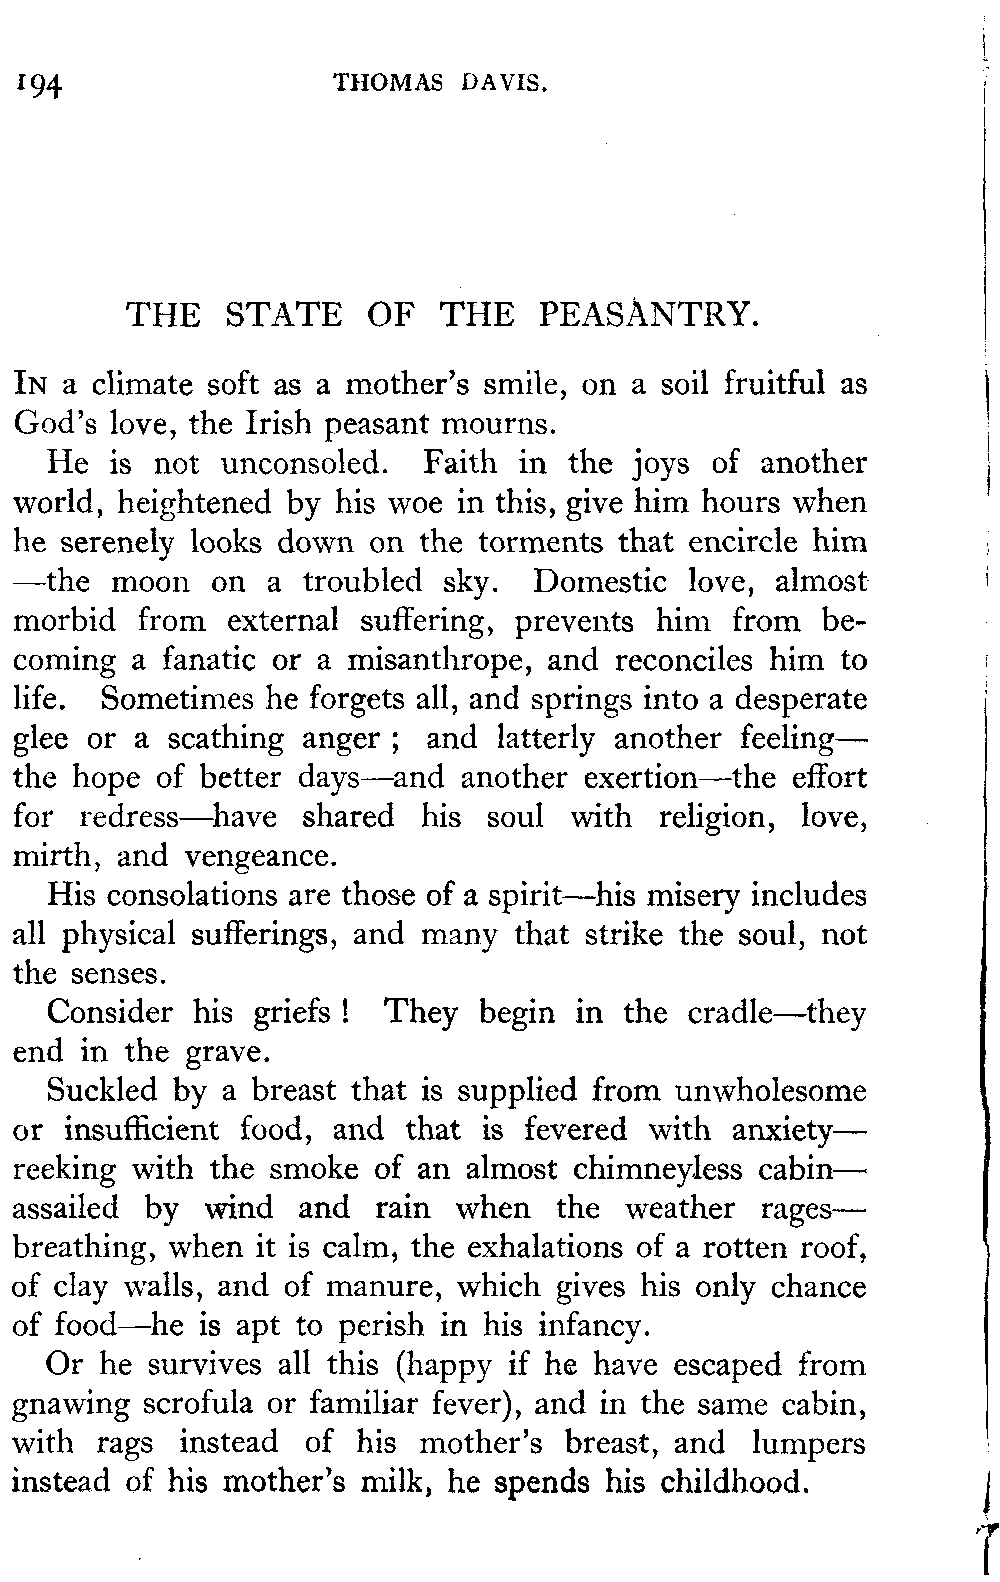 194 THOMAS DAVIS.
THE STATE OF THE PEASANTRY.
IN a climate soft as a mother's smile, on a soil fruitful as
God's love, the Irish peasant mourns.
He is not unconsoled. Faith in the joys of another
world, heightened by his woe in this, give him hours when
he serenely looks down on the torments that encircle him
—the moon on a troubled sky. Domestic love, almost
morbid from external suffering, prevents him from be-
coming a fanatic or a misanthrope, and reconciles him to
life. Sometimes he forgets all, and springs into a desperate
glee or a scathing anger ; and latterly another feeling—
the hope of better days—and another exertion—the effort
for redress—have shared his soul with religion, love,
mirth, and vengeance.
His consolations are those of a spirit—his misery includes
all physical sufferings, and many that strike the soul, not
the senses.
Consider his griefs ! They begin in the cradle—they
end in the grave.
Suckled by a breast that is supplied from unwholesome
or insufficient food, and that is fevered with anxiety—
reeking with the smoke of an almost chimneyless cabin—
assailed by wind and rain when the weather rages—
breathing, when it is calm, the exhalations of a rotten roof,
of clay walls, and of manure, which gives his only chance
of food—he is apt to perish in his infancy.
Or he survives all this (happy if he have escaped from
gnawing scrofula or familiar fever), and in the same cabin,
with rags instead of his mother's breast, and lumpers
instead of his mother's milk, he spends his childhood.